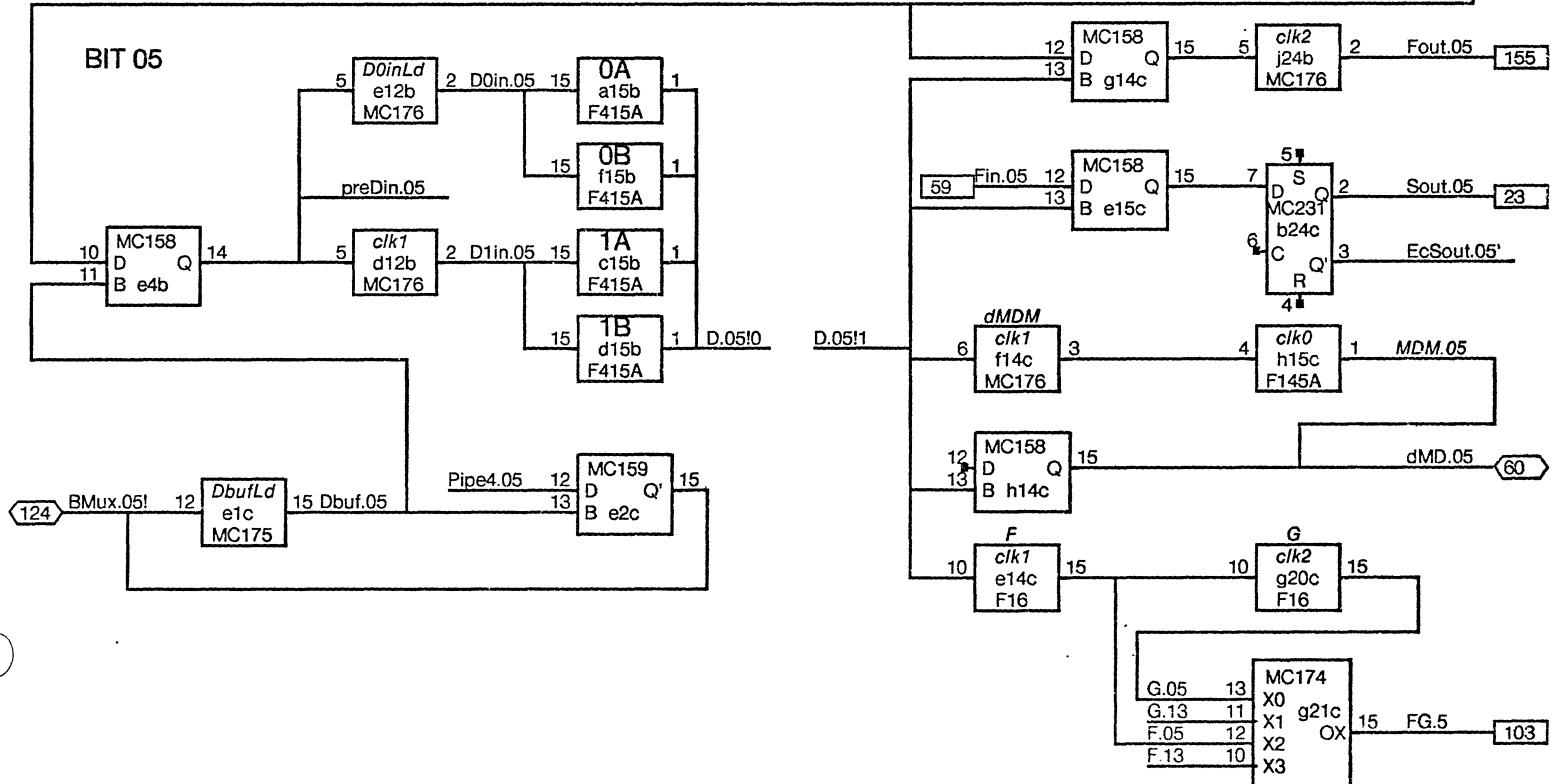 BIT 05
D0inLd
5 e12b 2 D0in.05
MC176
15 0A 1
a15b
F415A
15 0B 1
f15b
F415A
preDin.05
MC158
10 D Q 14
11 B e4b
clk1
5 d12b 2 D1in.05
MC176
15 1A 1
c15b
F415A
15 1B 1
d15b
F415A
D.05!0
124 BMux.05! 12
DbufLd
e1c
MC175
15 Dbuf.05
Pipe4.05 12
13
MC159
D Q' 15
B e2c
D.05!1
MC158
12 D Q 15
13 B g14c
clk2
5 j24b 2 Fout.05 155
MC176
59 Fin.05 12
13
MC158
D Q 15
B e15c
5
S
7 D Q 2 Sout.05 23
MC231
b24c
6 C Q' 3 EcSout.05'
R
4
dMDM
clk1
6 f14c 3
MC176
clk0
4 h15c 1 MDM.05
F145A
MC158
12 D Q 15
13 B h14c
dMD.05 60
F
clk1
10 e14c 15
F16
G
clk2
10 g20c 15
F16
MC174
G.05 13 X0
G.13 11 X1
F.05 12 X2
F.13 10 X3
g21c
OX 15 FG.5 103